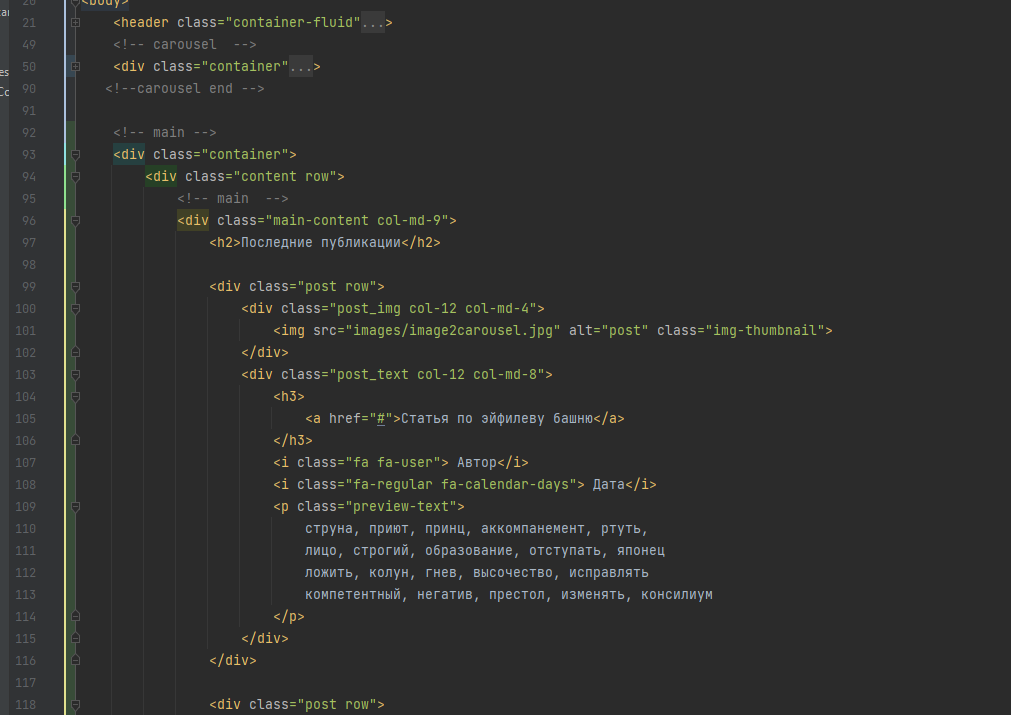 20 <body>
21 <header class="container-fluid"...>
49 <!-- carousel  -->
50 <div class="container"...>
90 <!--carousel end -->
91
92 <!-- main -->
93 <div class="container">
94 <div class="content row">
95 <!-- main  -->
96 <div class="main-content col-md-9">
97 <h2>Последние публикации</h2>
98
99 <div class="post row">
100 <div class="post_img col-12 col-md-4">
101 <img src="images/image2carousel.jpg" alt="post" class="img-thumbnail">
102 </div>
103 <div class="post_text col-12 col-md-8">
104 <h3>
105 <a href="#">Статья по эйфилеву башню</a>
106 </h3>
107 <i class="fa fa-user"> Автор</i>
108 <i class="fa-regular fa-calendar-days"> Дата</i>
109 <p class="preview-text">
110 струна, приют, принц, аккомпанемент, ртуть,
111 лицо, строгий, образование, отступать, японец
112 ложить, колун, гнев, высочество, исправлять
113 компетентный, негатив, престол, изменять, консилиум
114 </p>
115 </div>
116 </div>
117
118 <div class="post row">